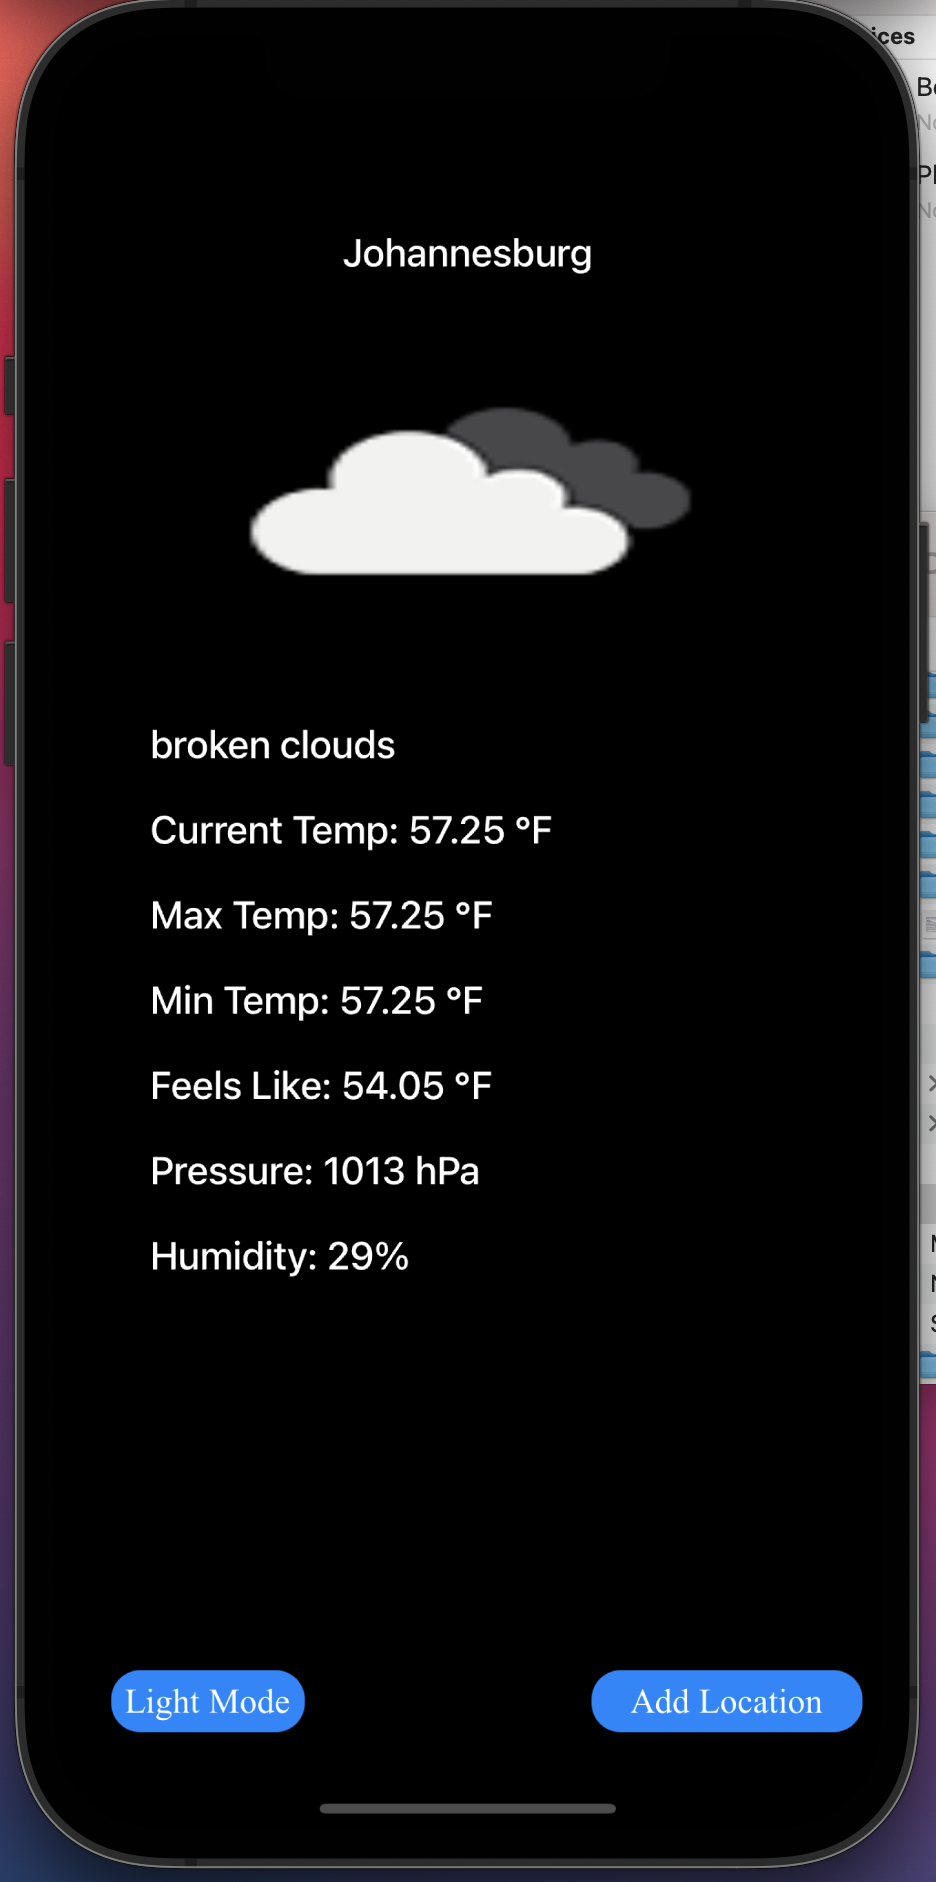 ices
Johannesburg
broken clouds
Current Temp: 57.25 °F
Max Temp: 57.25 °F
Min Temp: 57.25 °F
Feels Like: 54.05 °F
Pressure: 1013 hPa
Humidity: 29%
Light Mode
Add Location